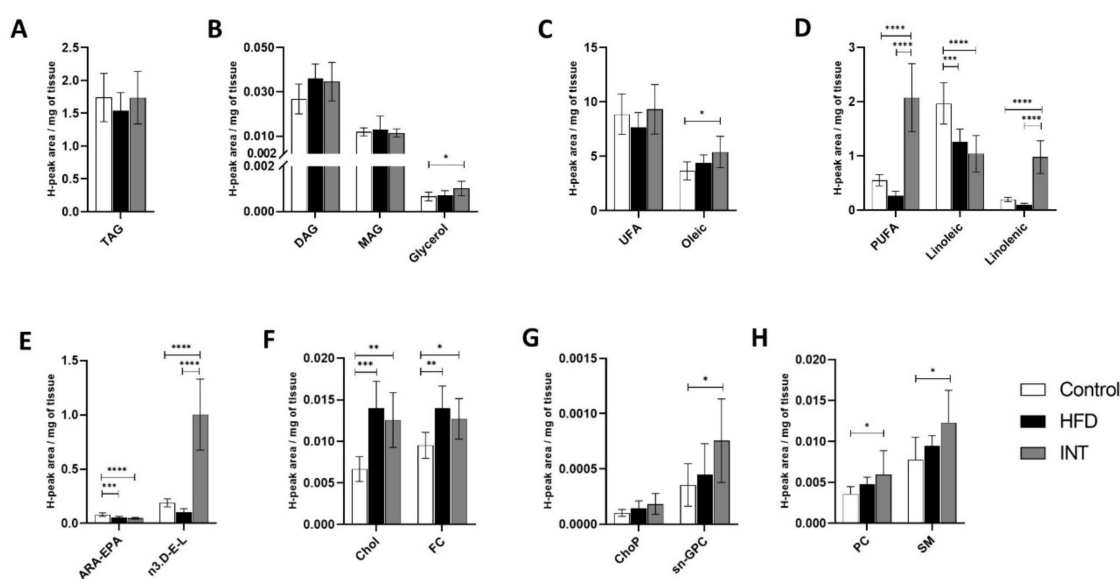 A
H-peak area / mg of tissue
2.5
2.0
1.5
1.0
0.5
0.0
TAG
B
H-peak area / mg of tissue
0.050
0.030
0.010
0.002
0.002
0.000
*
DAG
MAG
Glycerol
C
H-peak area / mg of tissue
15
10
5
0
*
UFA
Oleic
D
H-peak area / mg of tissue
3
2
1
0
****
****
****
***
****
****
PUFA
Linoleic
Linolenic
E
H-peak area / mg of tissue
1.5
1.0
0.5
0.0
****
***
****
****
ARA-EPA
n3.D-E-L
F
H-peak area / mg of tissue
0.020
0.015
0.010
0.005
0.000
**
***
*
**
Chol
FC
G
H-peak area / mg of tissue
0.0015
0.0010
0.0005
0.0000
*
ChoP
sn-GPC
H
H-peak area / mg of tissue
0.020
0.015
0.010
0.005
0.000
*
*
PC
SM
Control
HFD
INT